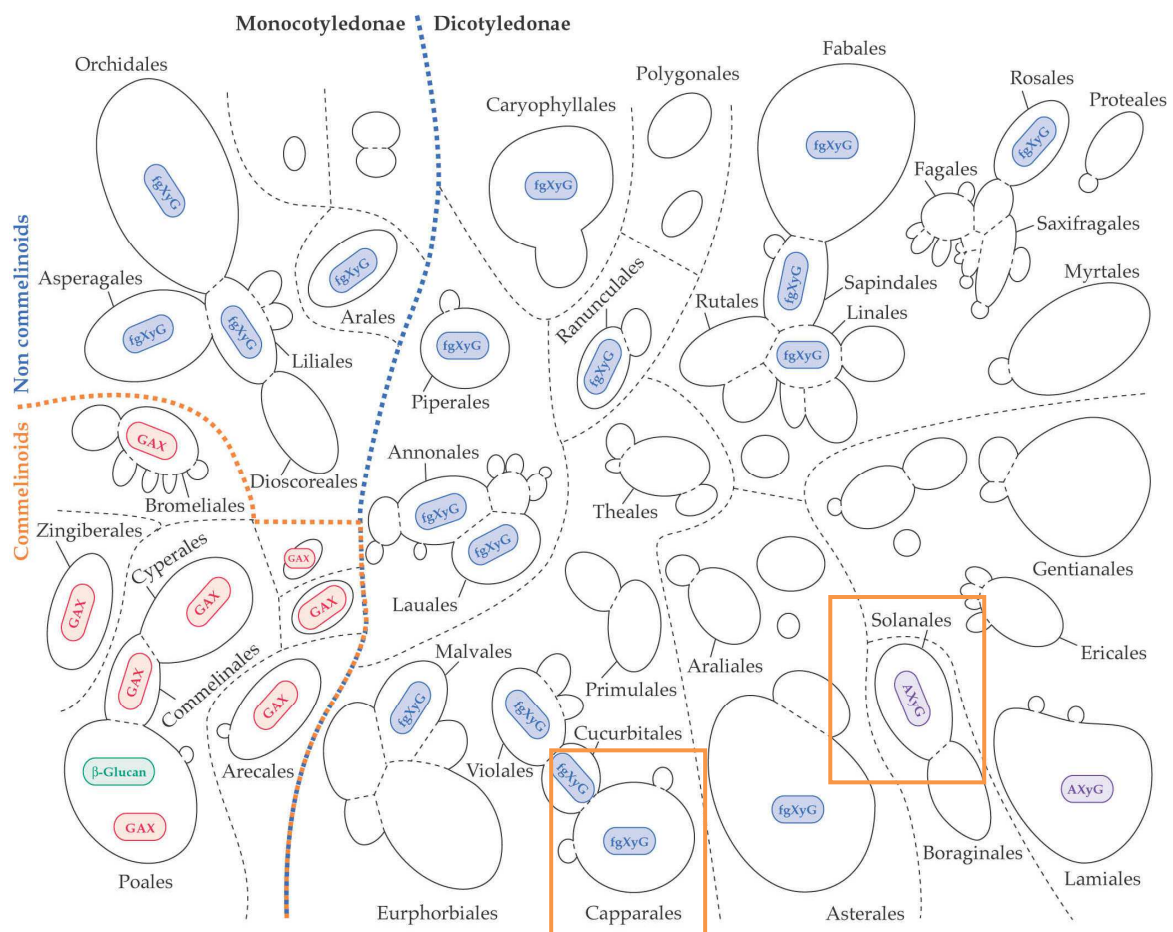 Monocotyledonae
Dicotyledonae
Orchidales
Fabales
Polygonales
Rosales
Caryophyllales
Proteales
fgXyG
fgXyG
fgXyG
fgXyG
Fagales
Non commelinoids
Saxifragales
fgXyG
Asperagales
Ranunculales
fgXyG
Myrtales
Arales
Rutales
Sapindales
fgXyG
fgXyG
Liliales
fgXyG
Linales
fgXyG
fgXyG
Piperales
Commelinoids
GAX
Annonales
Dioscoreales
Bromeliales
Theales
fgXyG
Zingiberales
Cyperales
GAX
fgXyG
Gentianales
GAX
GAX
GAX
Lauales
Solanales
Malvales
Araliales
Ericales
GAX
Commelinales
GAX
Primulales
fgXyG
fgXyG
AXyG
Cucurbitales
Arecales
Violales
fgXyG
β-Glucan
AXyG
GAX
fgXyG
fgXyG
Boraginales
Poales
Lamiales
Eurphorbiales
Capparales
Asterales